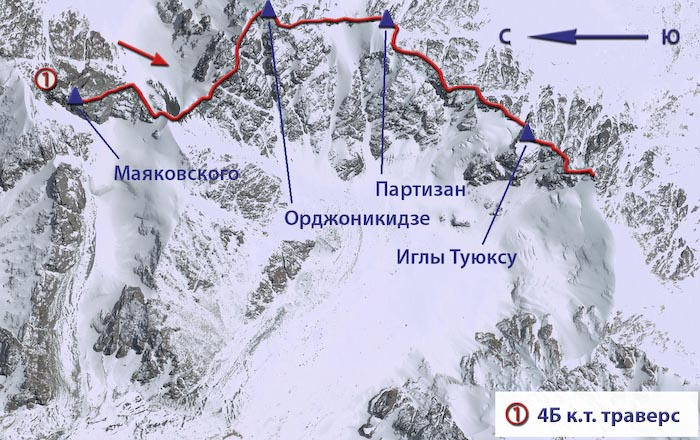 С Ю
1
Маяковского
Партизан
Орджоникидзе
Иглы Туюксу
1 4Б к.т. траверс